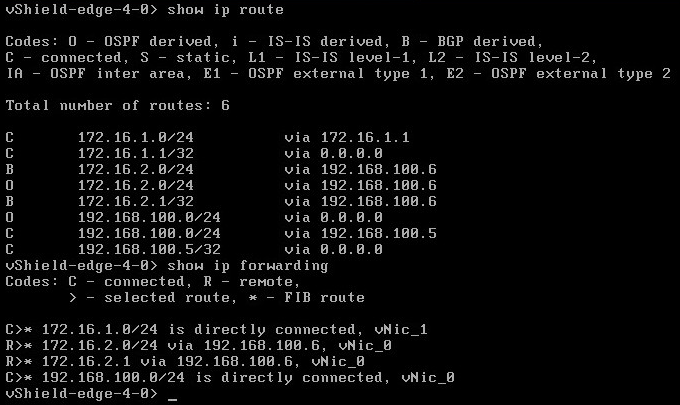 vShield-edge-4-0> show ip route
Codes: O - OSPF derived, i - IS-IS derived, B - BGP derived,
C - connected, S - static, L1 - IS-IS level-1, L2 - IS-IS level-2,
IA - OSPF inter area, E1 - OSPF external type 1, E2 - OSPF external type 2
Total number of routes: 6
C 172.16.1.0/24 via 172.16.1.1
C 172.16.1.1/32 via 0.0.0.0
B 172.16.2.0/24 via 192.168.100.6
O 172.16.2.0/24 via 192.168.100.6
B 172.16.2.1/32 via 192.168.100.6
O 192.168.100.0/24 via 0.0.0.0
C 192.168.100.0/24 via 192.168.100.5
C 192.168.100.5/32 via 0.0.0.0
vShield-edge-4-0> show ip forwarding
Codes: C - connected, R - remote,
> - selected route, * - FIB route
C>* 172.16.1.0/24 is directly connected, vNic_1
R>* 172.16.2.0/24 via 192.168.100.6, vNic_0
R>* 172.16.2.1 via 192.168.100.6, vNic_0
C>* 192.168.100.0/24 is directly connected, vNic_0
vShield-edge-4-0> _